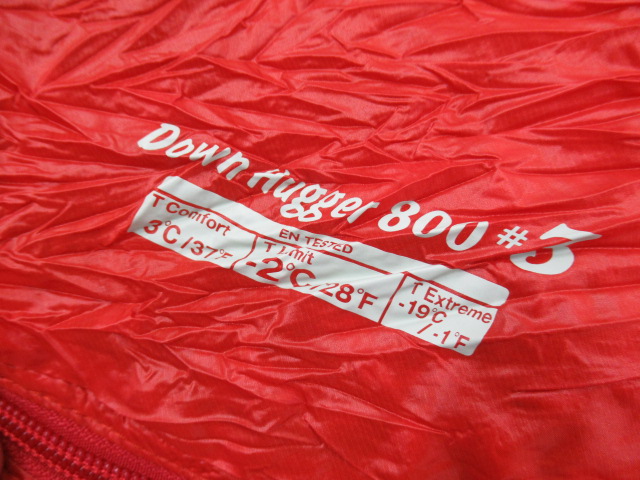 Down Hugger 800 #3
EN TESTED
T Comfort
3°C/37°F
T Limit
-2°C/28°F
T Extreme
-19°C
/-1°F